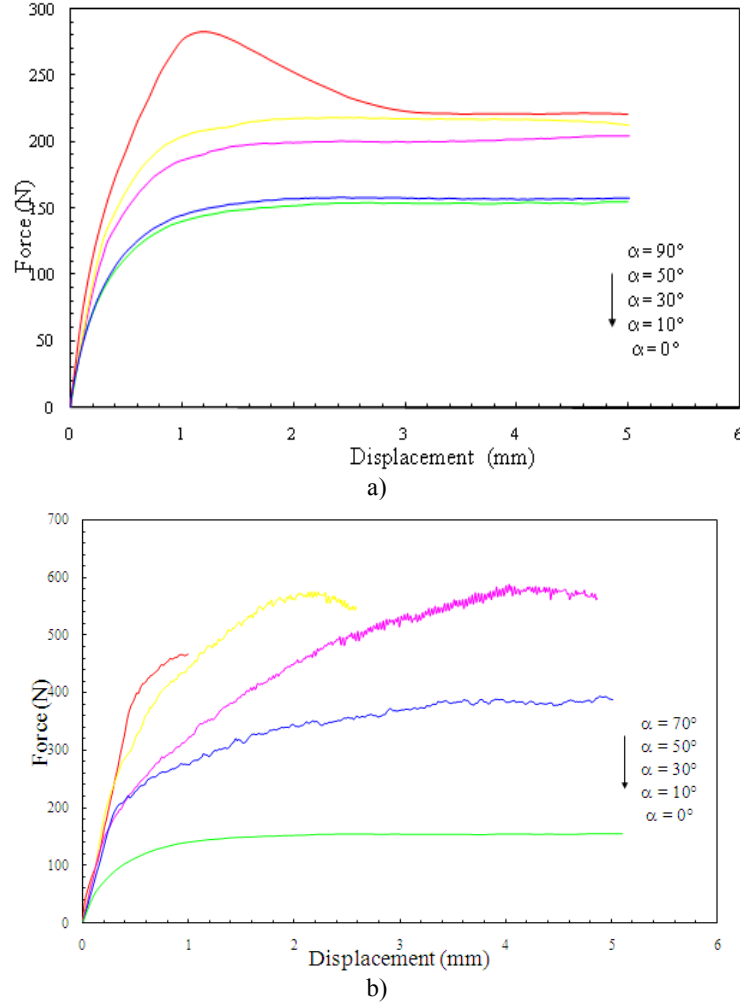 300
250
200
150
100
50
0
Force (N)
α = 90°
α = 50°
α = 30°
α = 10°
α = 0°
0 1 2 3 4 5 6
Displacement (mm)
a)
700
600
500
400
300
200
100
0
Force (N)
α = 70°
α = 50°
α = 30°
α = 10°
α = 0°
0 1 2 3 4 5 6
Displacement (mm)
b)